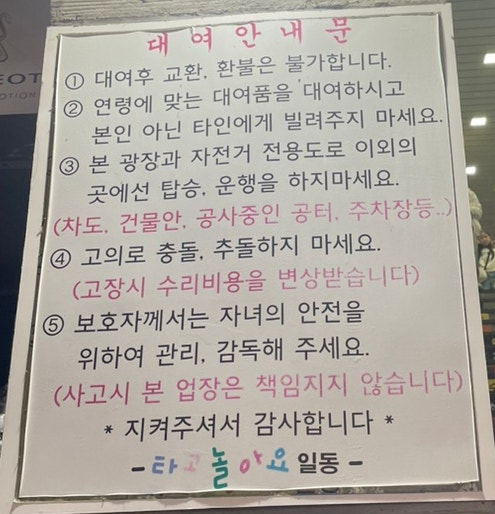 EOT
OTION
대여안내문
① 대여후 교환, 환불은 불가합니다.
② 연령에 맞는 대여품을 대여하시고
본인 아닌 타인에게 빌려주지 마세요.
③ 본 광장과 자전거 전용도로 이외의
곳에선 탑승, 운행을 하지마세요.
(차도, 건물안, 공사중인 공터, 주차장등..)
④ 고의로 충돌, 추돌하지 마세요.
(고장시 수리비용을 변상받습니다)
⑤ 보호자께서는 자녀의 안전을
위하여 관리, 감독해 주세요.
(사고시 본 업장은 책임지지 않습니다)
* 지켜주셔서 감사합니다 *
- 타고놀아요 일동 -